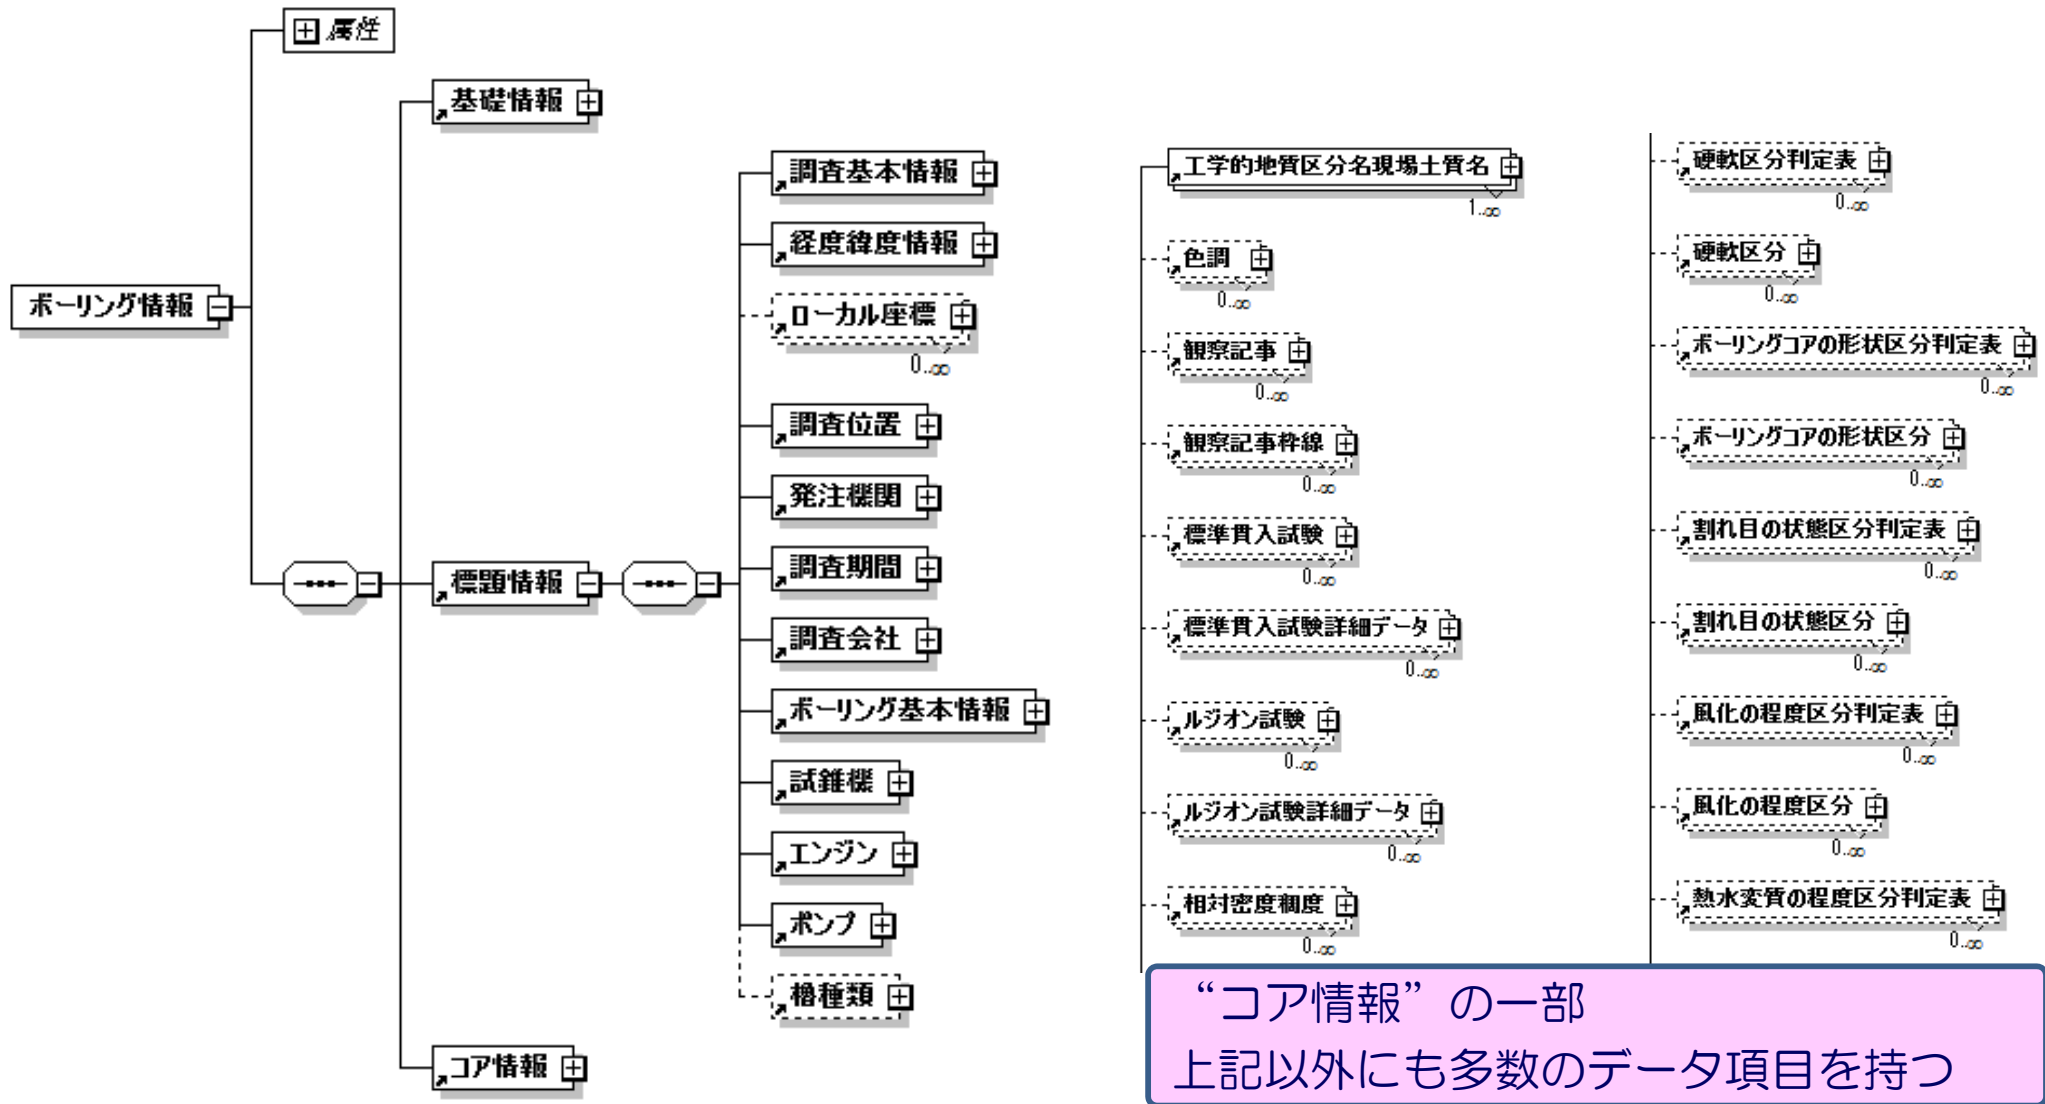 属性
基礎情報
ボーリング情報
標題情報
コア情報
調査基本情報
経度緯度情報
ローカル座標
0..∞
調査位置
発注機関
調査期間
調査会社
ボーリング基本情報
試錐機
エンジン
ポンプ
櫓種類
工学的地質区分名現場土質名
1..∞
色調
0..∞
観察記事
0..∞
観察記事枠線
0..∞
標準貫入試験
0..∞
標準貫入試験詳細データ
0..∞
ルジオン試験
0..∞
ルジオン試験詳細データ
0..∞
相対密度稠度
0..∞
硬軟区分判定表
0..∞
硬軟区分
0..∞
ボーリングコアの形状区分判定表
0..∞
ボーリングコアの形状区分
0..∞
割れ目の状態区分判定表
0..∞
割れ目の状態区分
0..∞
風化の程度区分判定表
0..∞
風化の程度区分
0..∞
熱水変質の程度区分判定表
0..∞
“コア情報”の一部
上記以外にも多数のデータ項目を持つ